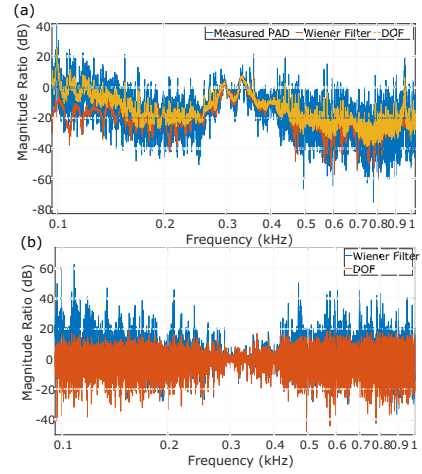 (a)
Measured PAD Wiener Filter DOF
Magnitude Ratio (dB)
40
20
0
-20
-40
-60
-80
0.1 0.2 0.3 0.4 0.5 0.6 0.7 0.8 0.9 1
Frequency (kHz)
(b)
Wiener Filter
DOF
Magnitude Ratio (dB)
60
40
20
0
-20
-40
0.1 0.2 0.3 0.4 0.5 0.6 0.7 0.8 0.9 1
Frequency (kHz)